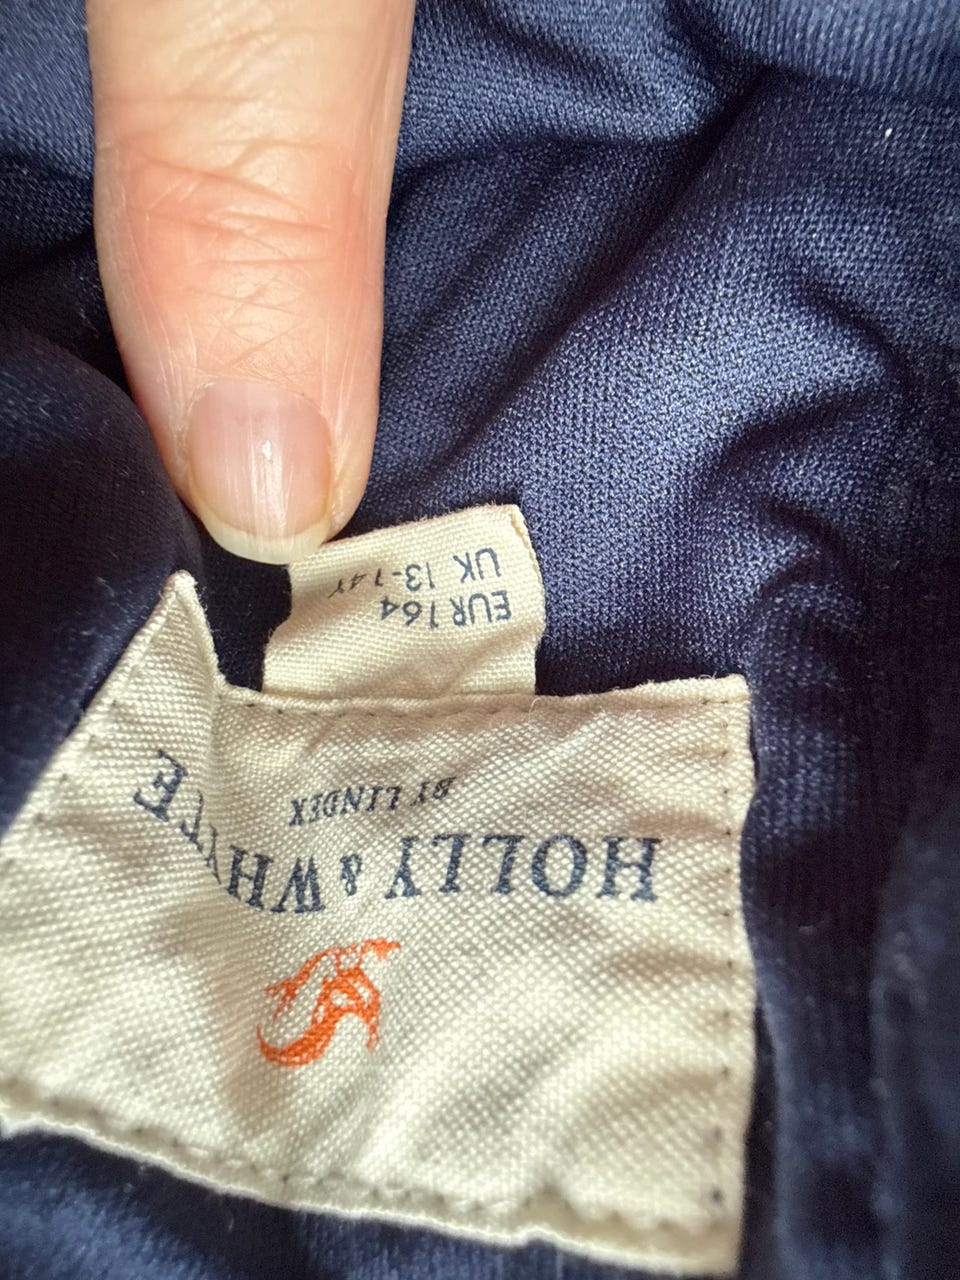 HOLLY & WHYTE
BY LINDEX
EUR 164
UK 13-14Y